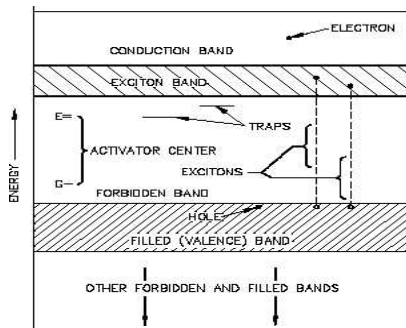 ELECTRON
CONDUCTION BAND
EXCITON BAND
TRAPS
E
ACTIVATOR CENTER
EXCITONS
G
FORBIDDEN BAND
HOLE
FILLED (VALENCE) BAND
OTHER FORBIDDEN AND FILLED BANDS
ENERGY